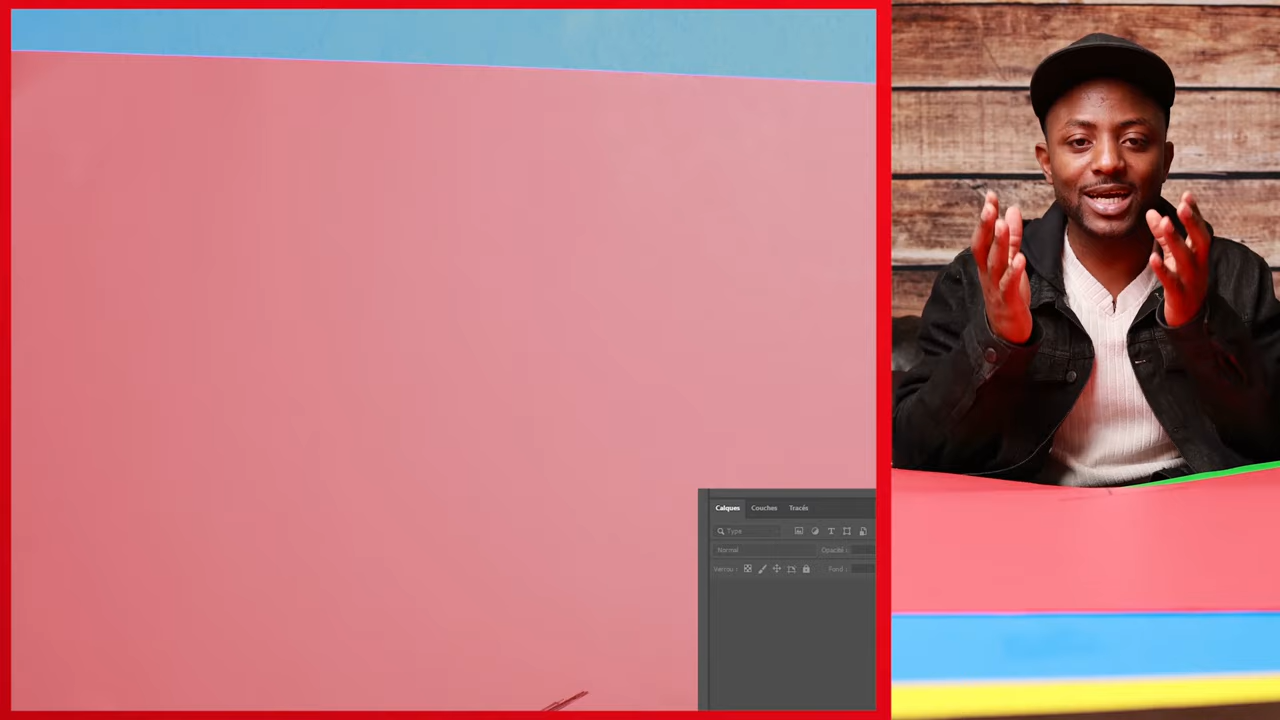 Calques Couches Tracés
Type
Normal Opacité :
Verrou : Fond :